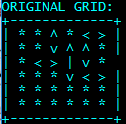 ORIGINAL GRID:
+-------------+
| * * ^ * < > |
| * * v ^ ^ * |
| * < > | v * |
| * * * v < > |
| * * * * * * |
| * * * * * * |
+-------------+